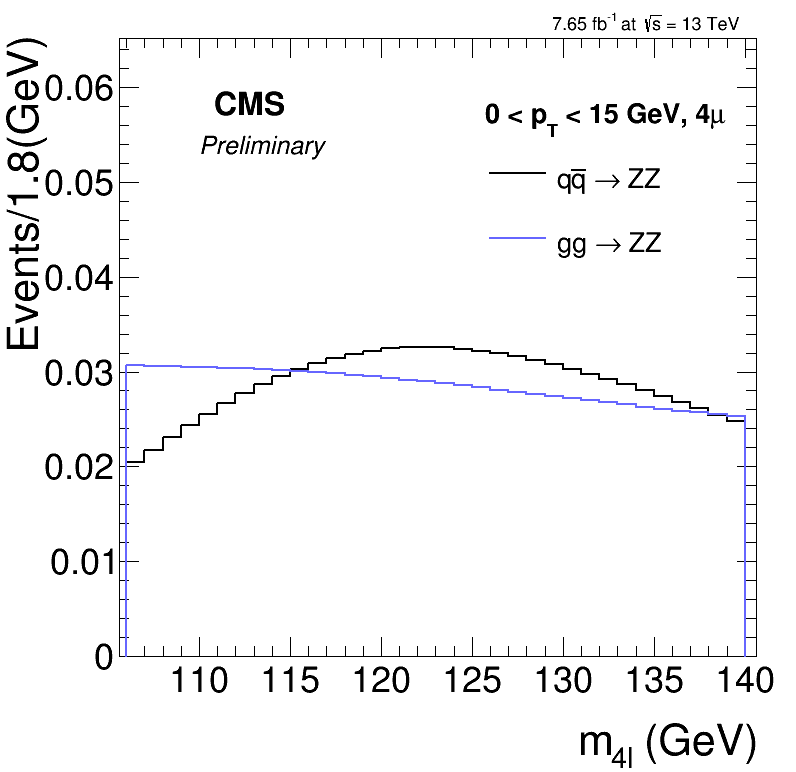 7.65 fb⁻¹ at √s = 13 TeV
Events/1.8(GeV)
CMS
Preliminary
0 < p_T < 15 GeV, 4μ
qq̅ → ZZ
gg → ZZ
0.06
0.05
0.04
0.03
0.02
0.01
0
110 115 120 125 130 135 140
m_4l (GeV)